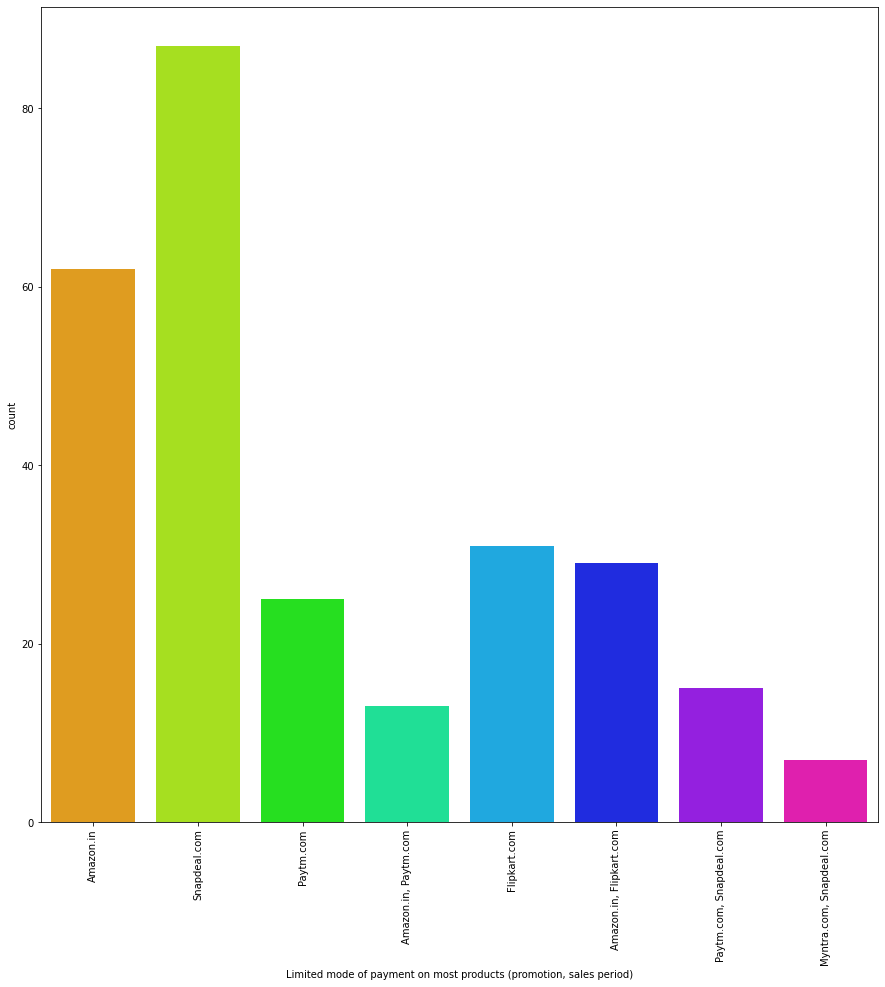 80
60
40
20
0
count
Amazon.in
Snapdeal.com
Paytm.com
Amazon.in, Paytm.com
Flipkart.com
Amazon.in, Flipkart.com
Paytm.com, Snapdeal.com
Myntra.com, Snapdeal.com
Limited mode of payment on most products (promotion, sales period)